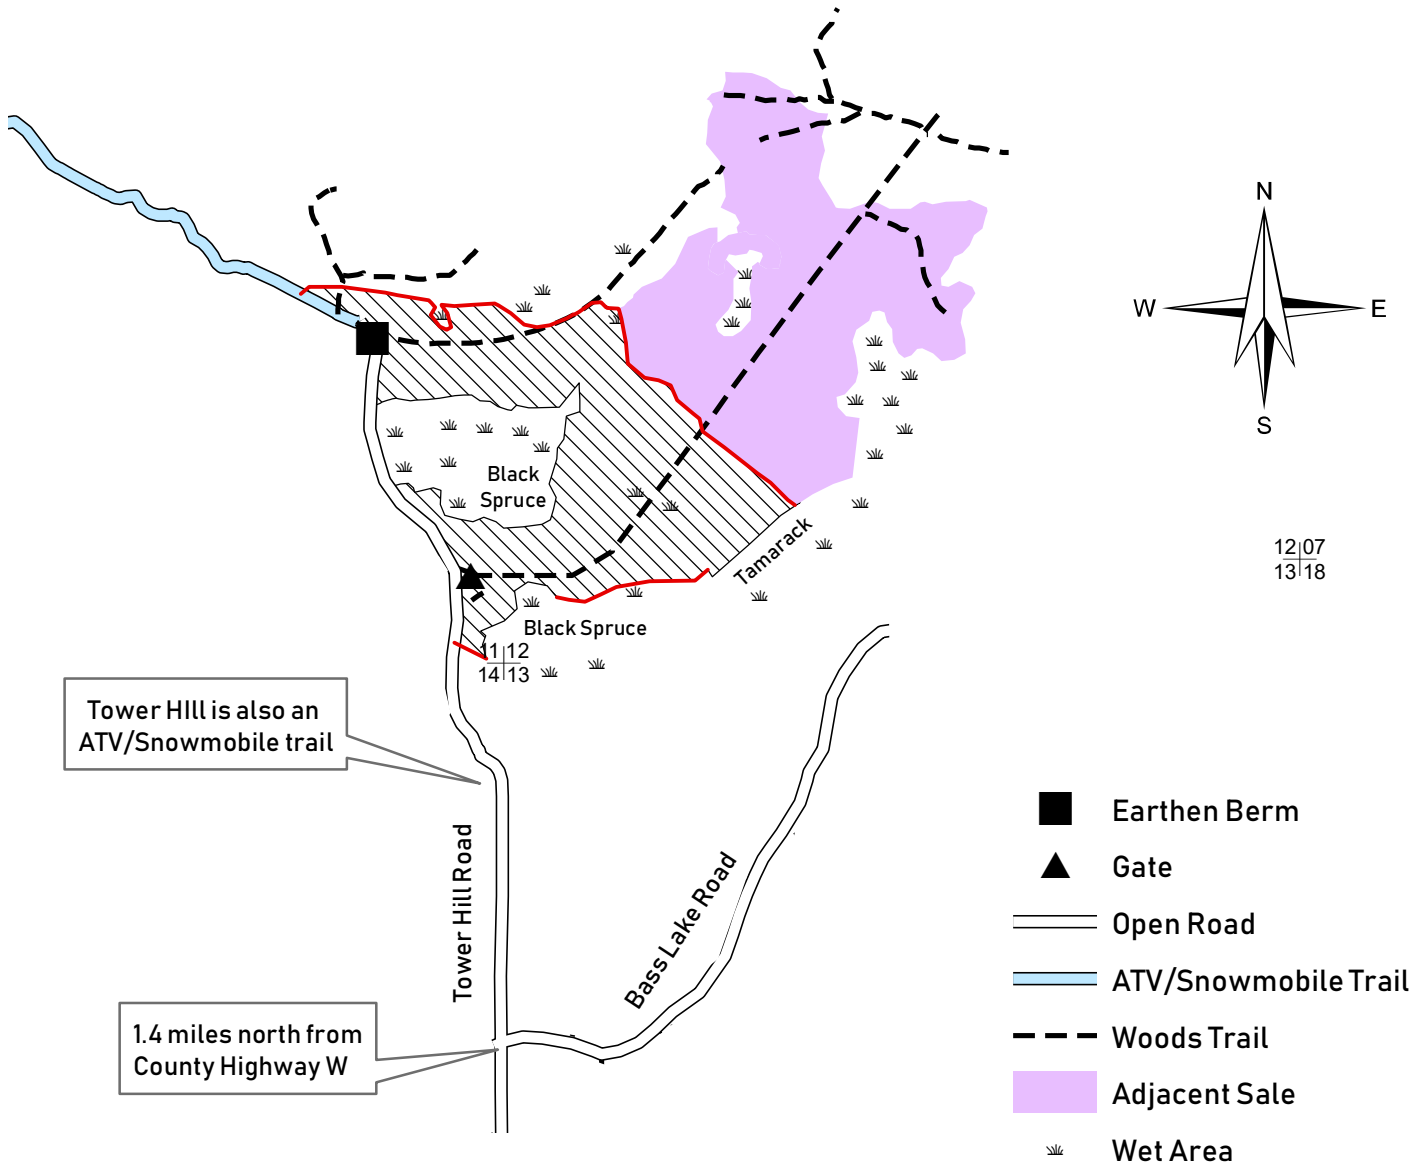 N
W
E
S
Black
Spruce
Tamarack
12 07
13 18
Black Spruce
11 12
14 13
Tower HIll is also an
ATV/Snowmobile trail
Tower Hill Road
Bass Lake Road
1.4 miles north from
County Highway W
Earthen Berm
Gate
Open Road
ATV/Snowmobile Trail
Woods Trail
Adjacent Sale
Wet Area